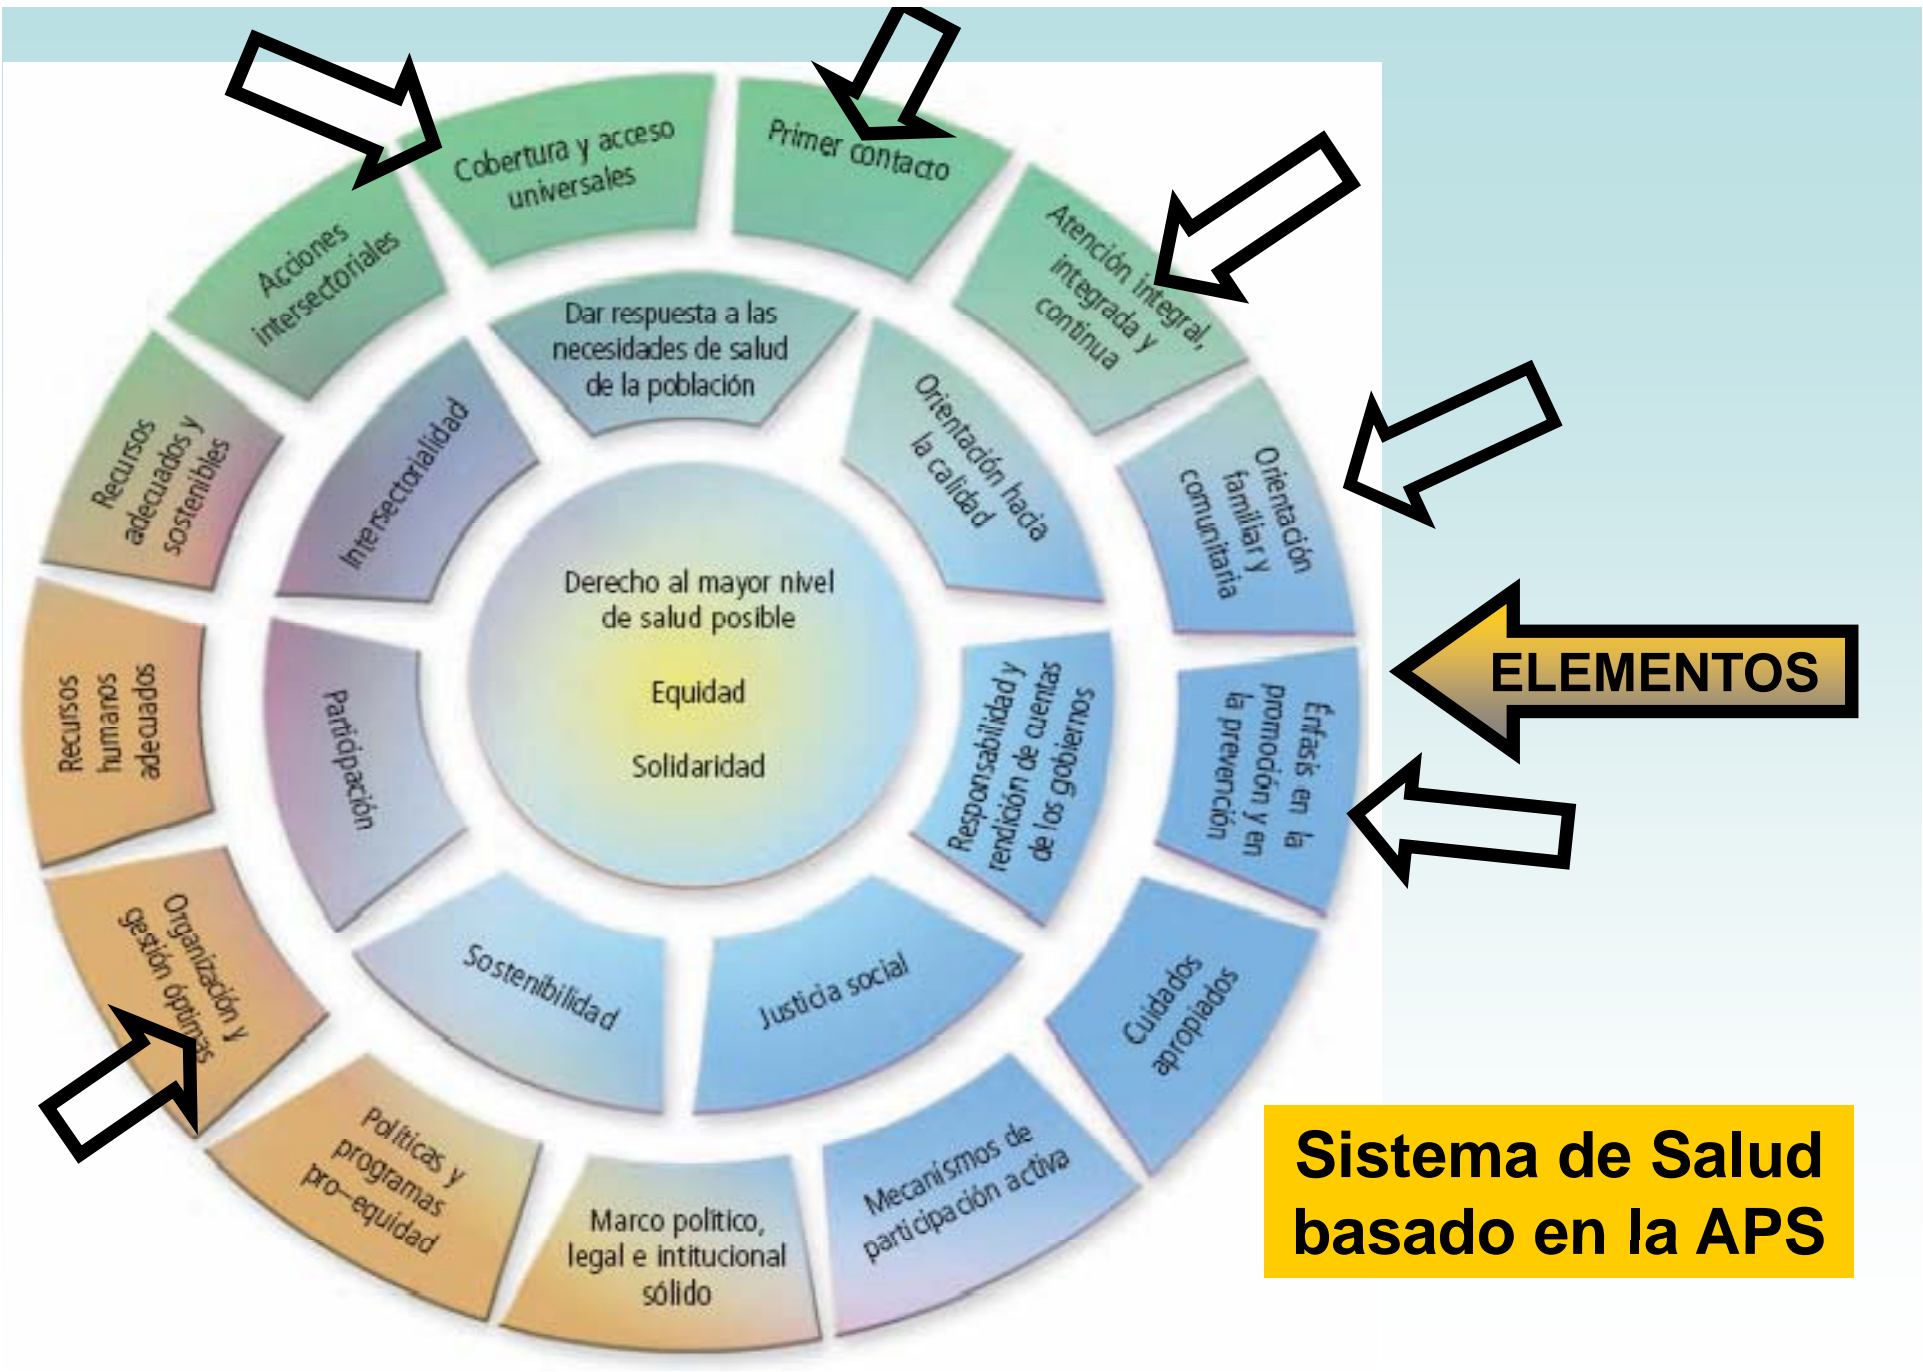 Cobertura y acceso
universales
Primer contacto
Atención integral,
integrada y
continua
Orientación
familiar y
comunitaria
Énfasis en la
promoción y en
la prevención
Cuidados
apropiados
Mecanismos de
participación activa
Marco político,
legal e intitucional
sólido
Políticas y
programas
pro-equidad
Organización y
gestión óptimas
Recursos
humanos
adecuados
Recursos
adecuados y
sostenibles
Acciones
intersectoriales
Dar respuesta a las
necesidades de salud
de la población
Orientación hacia
la calidad
Responsabilidad y
rendición de cuentas
de los gobiernos
Justicia social
Sostenibilidad
Participación
Intersectorialidad
Derecho al mayor nivel
de salud posible
Equidad
Solidaridad
ELEMENTOS
Sistema de Salud
basado en la APS